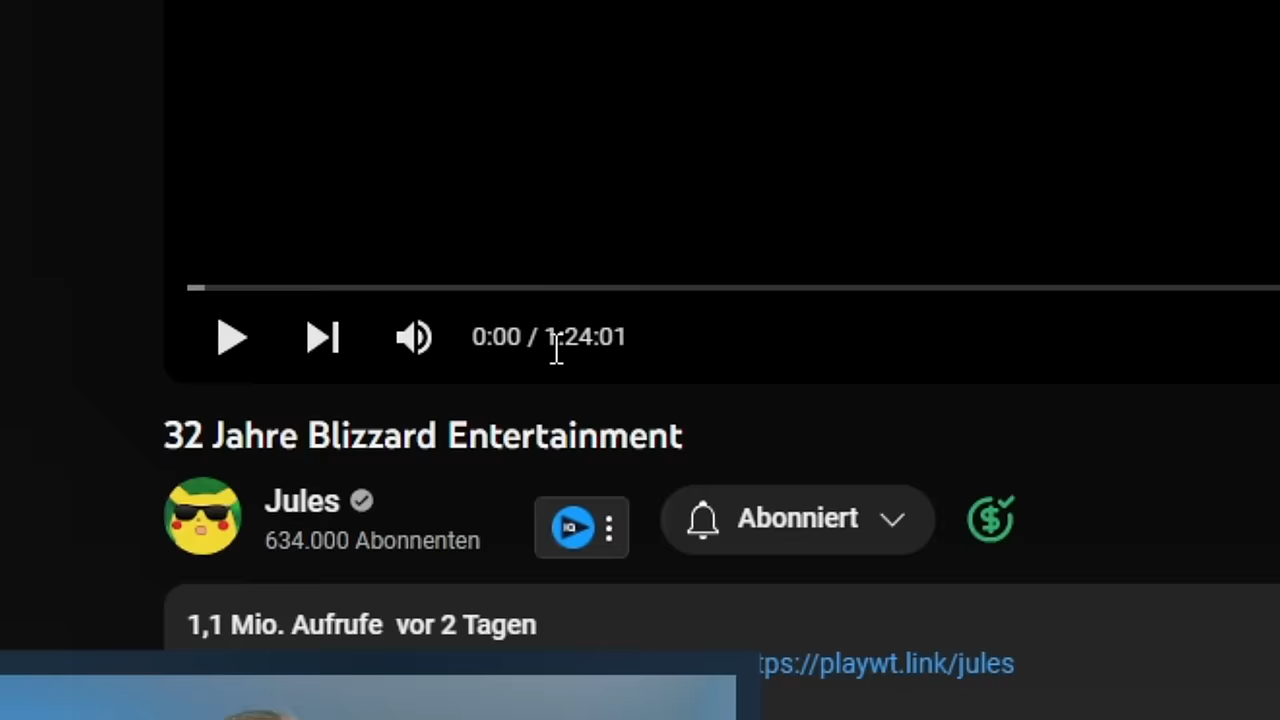 0:00 / 1:24:01
32 Jahre Blizzard Entertainment
Jules
634.000 Abonnenten
IQ
Abonniert
$
1,1 Mio. Aufrufe vor 2 Tagen
tps://playwt.link/jules